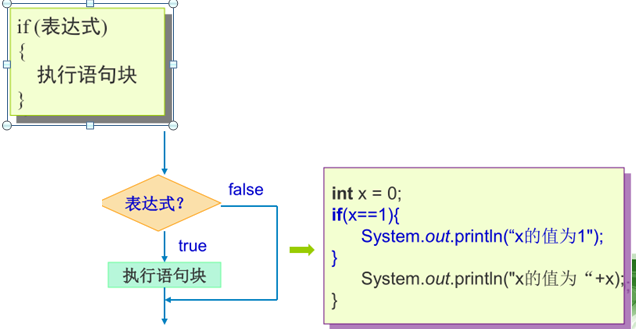 if (表达式)
{
执行语句块
}
表达式?
false
true
执行语句块
int x = 0;
if(x==1){
System.out.println(“x的值为1");
}
System.out.println("x的值为“+x);
}